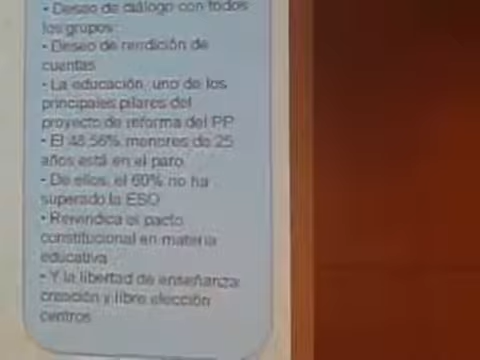 • Deseo de diálogo con todos
los grupos
• Deseo de rendición de
cuentas
• La educación, uno de los
principales pilares del
proyecto de reforma del PP
• El 48,56% menores de 25
años está en el paro
• De ellos, el 60% no ha
superado la ESO
• Reivindica el pacto
constitucional en materia
educativa
• Y la libertad de enseñanza:
creación y libre elección
centros